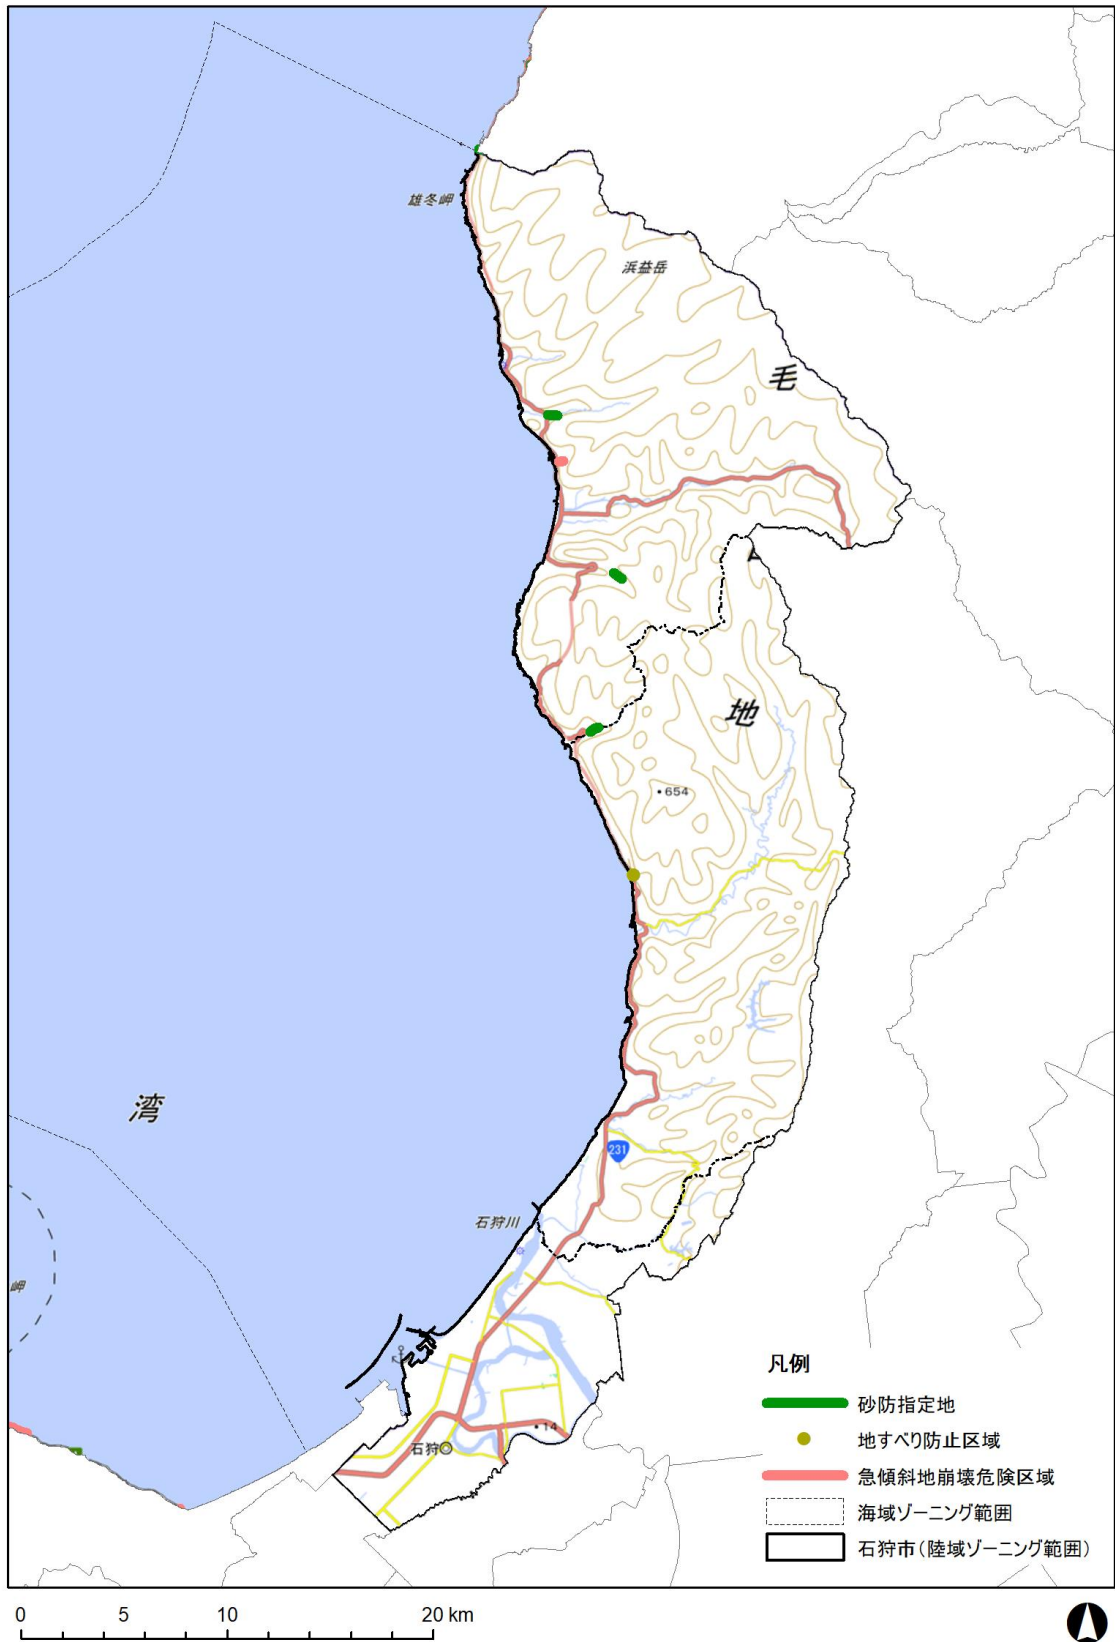 雄冬岬
浜益岳
毛
地
・654
湾
231
石狩川
岬
・14
石狩◎
凡例
砂防指定地
地すべり防止区域
急傾斜地崩壊危険区域
海域ゾーニング範囲
石狩市(陸域ゾーニング範囲)
0 5 10 20 km